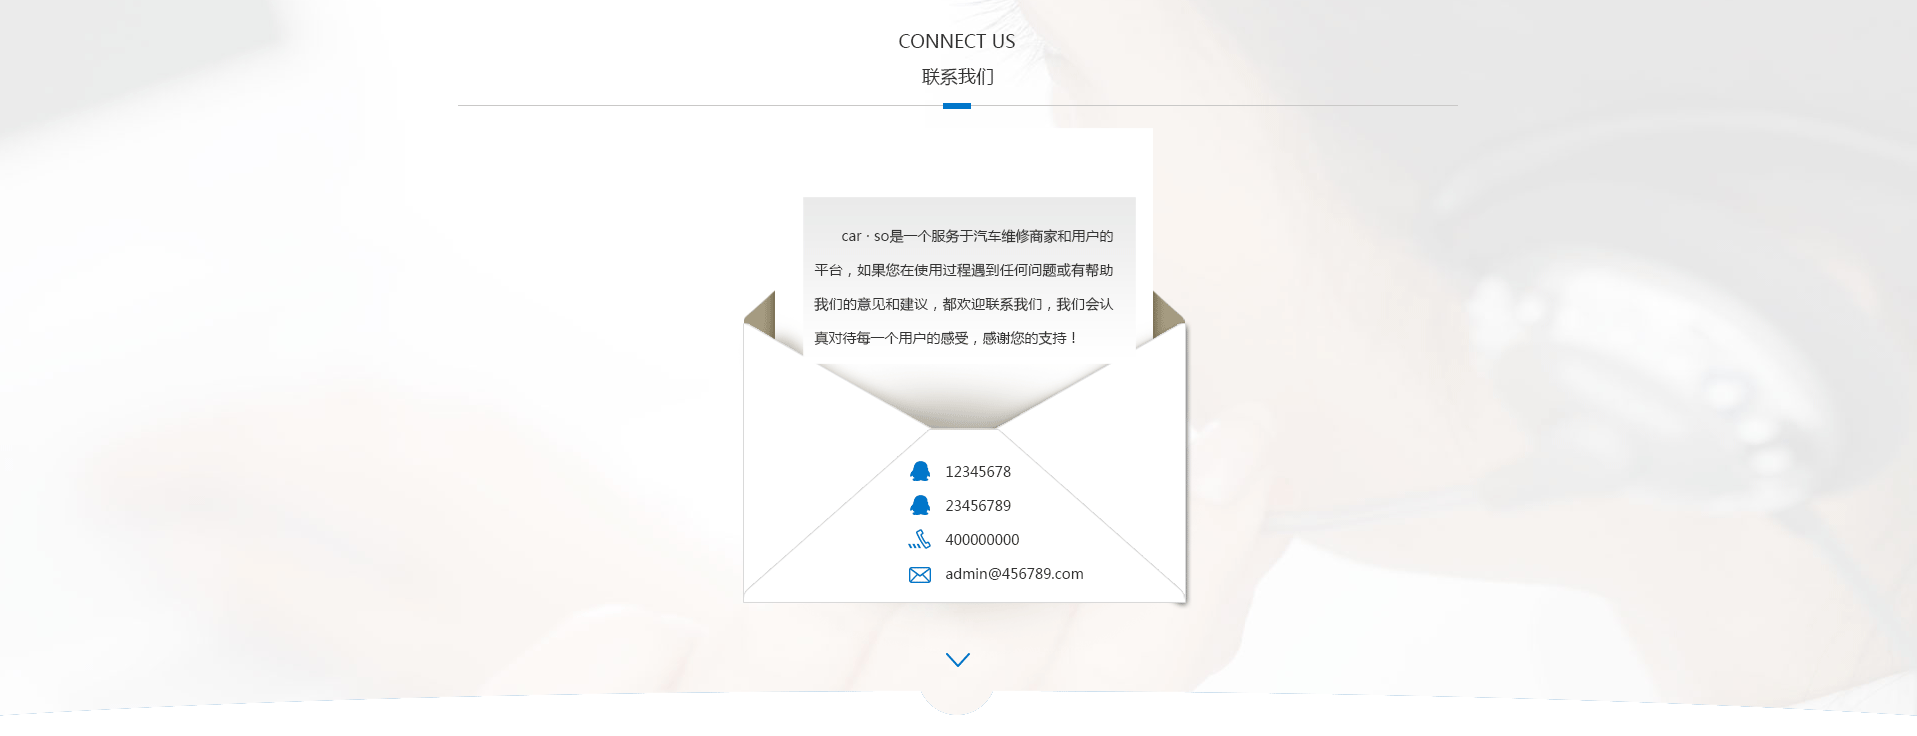 CONNECT US
联系我们
car · so是一个服务于汽车维修商家和用户的
平台，如果您在使用过程遇到任何问题或有帮助
我们的意见和建议，都欢迎联系我们，我们会认
真对待每一个用户的感受，感谢您的支持！
12345678
23456789
400000000
admin@456789.com